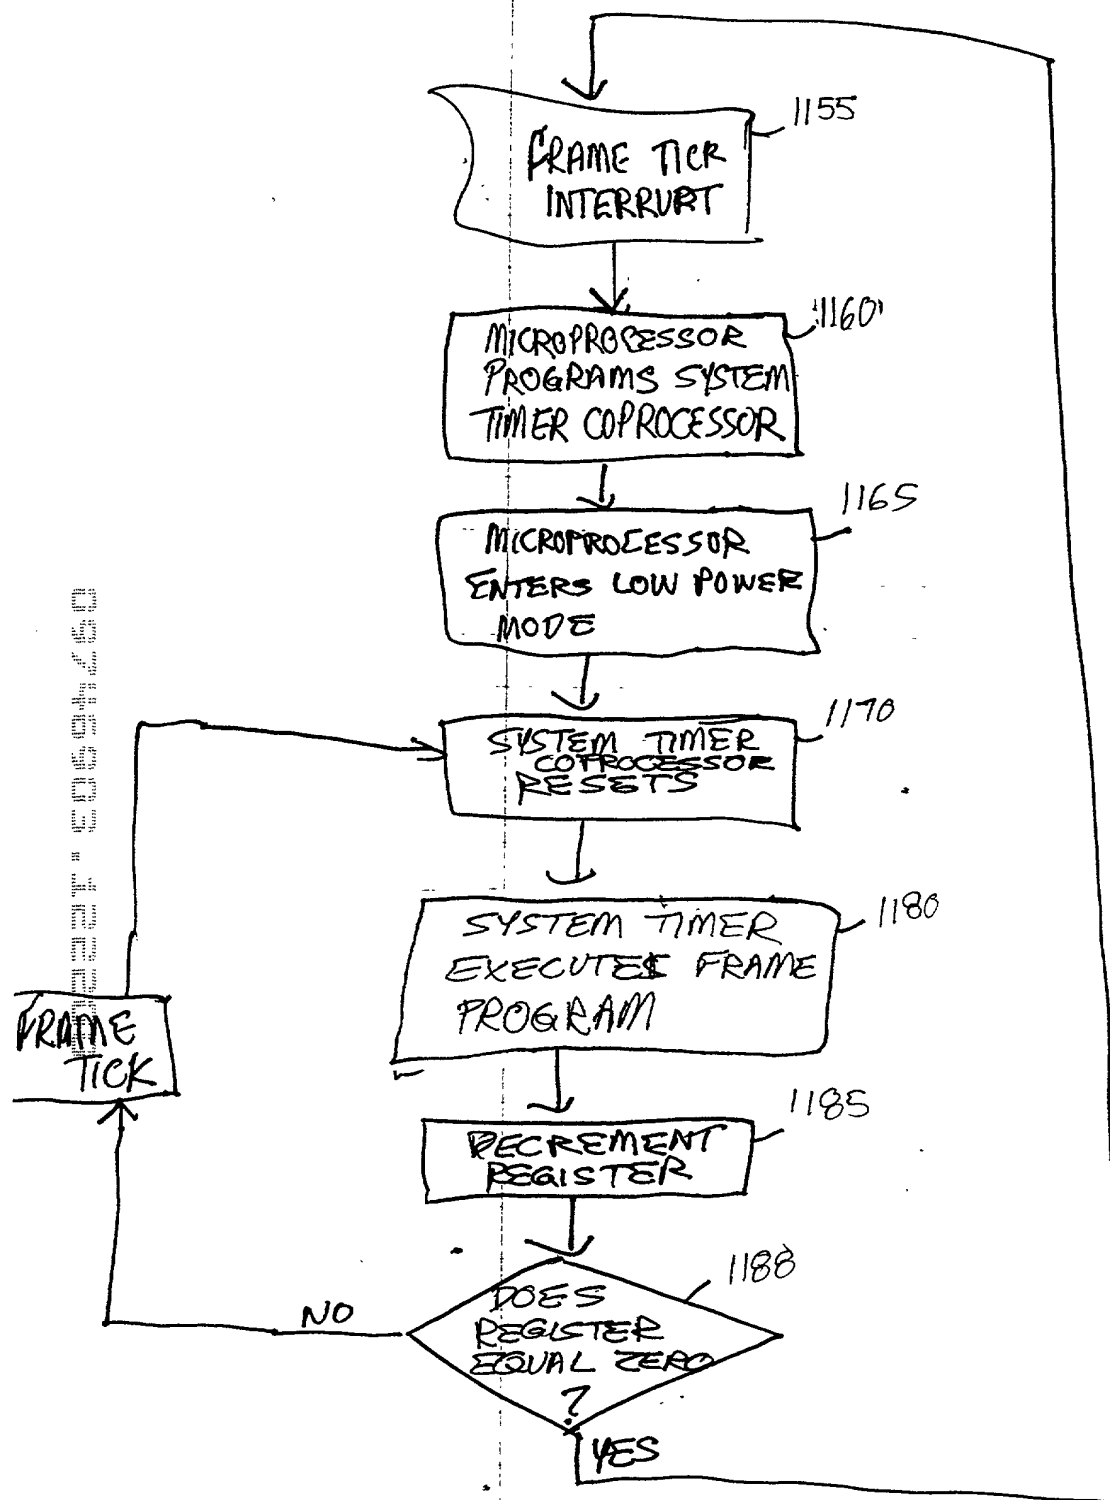 1155
FRAME TICK
INTERRUPT
1160
MICROPROCESSOR
PROGRAMS SYSTEM
TIMER COPROCESSOR
1165
MICROPROCESSOR
ENTERS LOW POWER
MODE
1170
SYSTEM TIMER
COPROCESSOR
RESETS
1180
SYSTEM TIMER
EXECUTES FRAME
PROGRAM
FRAME
TICK
1185
DECREMENT
REGISTER
1188
DOES
REGISTER
EQUAL ZERO
?
NO
YES